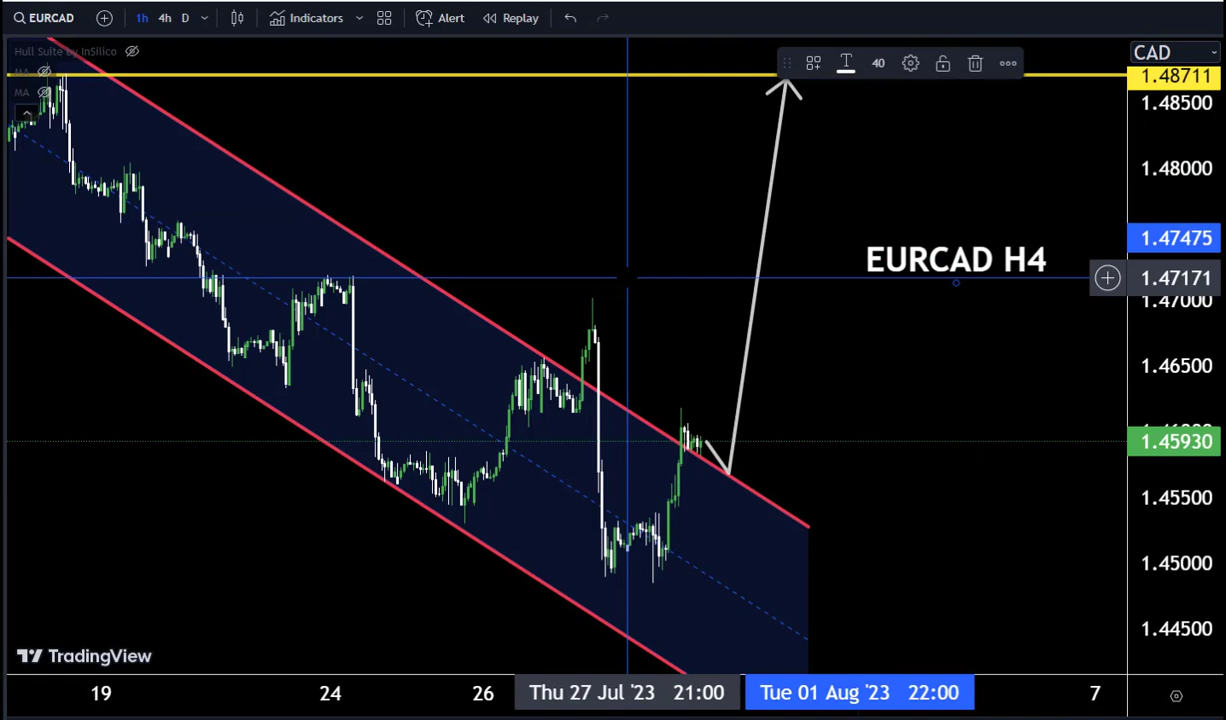 EURCAD 1h 4h D Indicators Alert Replay
Hull Suite by InSilico
MA
MA
CAD
1.48711
1.48500
1.48000
1.47475
EURCAD H4
1.47171
1.47000
1.46500
1.46000
1.45930
1.45500
1.45000
1.44500
40
TradingView
19 24 26 Thu 27 Jul '23 21:00 Tue 01 Aug '23 22:00 7